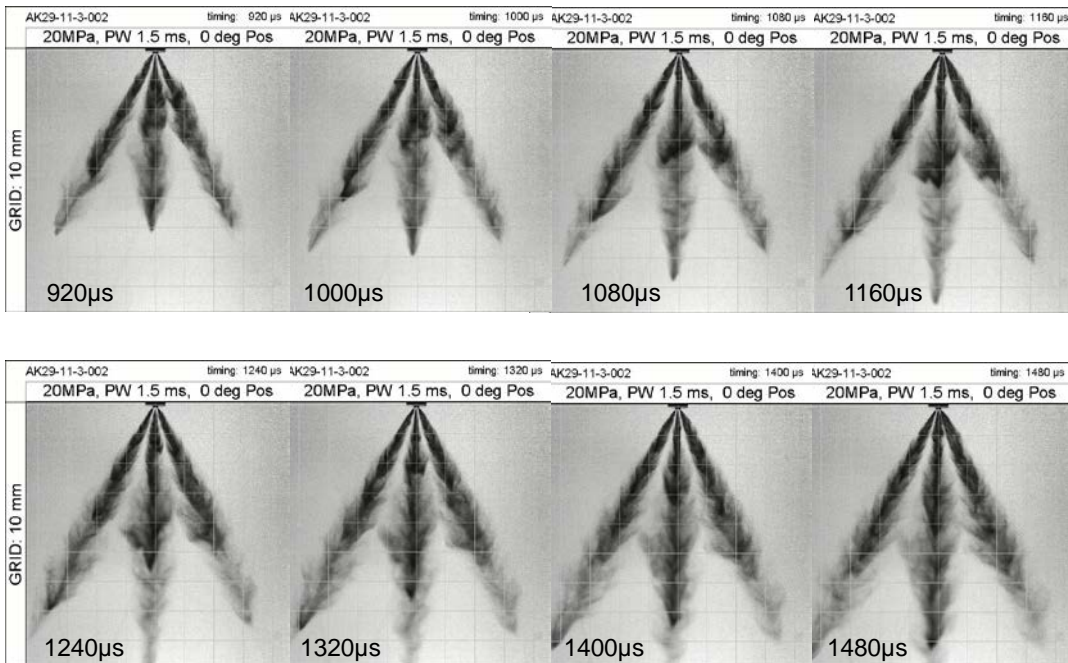 AK29-11-3-002 timing: 920 µs AK29-11-3-002 timing: 1000 µs AK29-11-3-002 timing: 1080 µs AK29-11-3-002 timing: 1160 µs
20MPa, PW 1.5 ms, 0 deg Pos 20MPa, PW 1.5 ms, 0 deg Pos 20MPa, PW 1.5 ms, 0 deg Pos 20MPa, PW 1.5 ms, 0 deg Pos
GRID: 10 mm
920µs 1000µs 1080µs 1160µs
AK29-11-3-002 timing: 1240 µs AK29-11-3-002 timing: 1320 µs AK29-11-3-002 timing: 1400 µs AK29-11-3-002 timing: 1480 µs
20MPa, PW 1.5 ms, 0 deg Pos 20MPa, PW 1.5 ms, 0 deg Pos 20MPa, PW 1.5 ms, 0 deg Pos 20MPa, PW 1.5 ms, 0 deg Pos
GRID: 10 mm
1240µs 1320µs 1400µs 1480µs